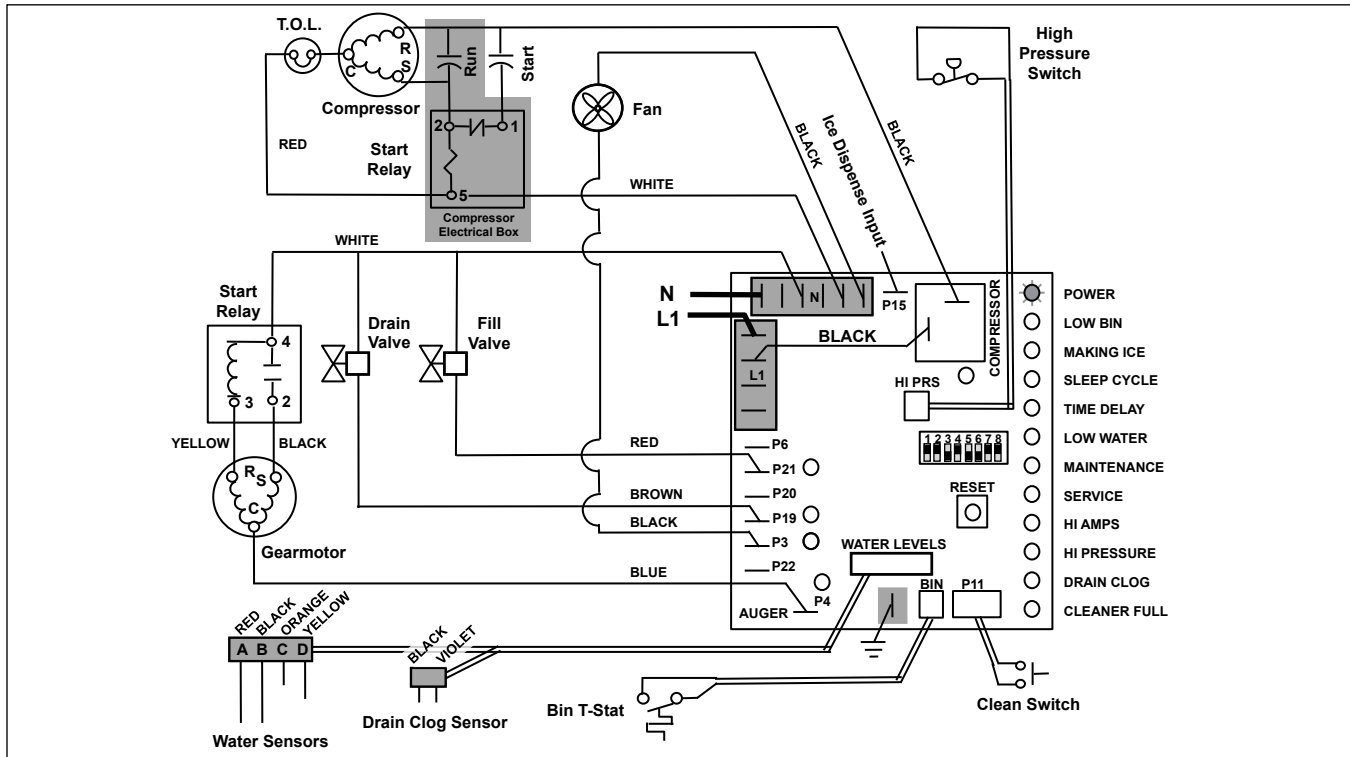 T.O.L.
R
S
C
Compressor
Run
Start
2
1
Start
Relay
5
Compressor
Electrical Box
RED
WHITE
Fan
BLACK
Ice Dispense Input
BLACK
High
Pressure
Switch
WHITE
Start
Relay
4
3
2
YELLOW
BLACK
R
S
C
Gearmotor
Drain
Valve
Fill
Valve
N
L1
N
P15
COMPRESSOR
BLACK
L1
HI PRS
1 2 3 4 5 6 7 8
RESET
RED
P6
P21
BROWN
P20
P19
BLACK
P3
P22
BLUE
P4
AUGER
WATER LEVELS
BIN
P11
POWER
LOW BIN
MAKING ICE
SLEEP CYCLE
TIME DELAY
LOW WATER
MAINTENANCE
SERVICE
HI AMPS
HI PRESSURE
DRAIN CLOG
CLEANER FULL
RED
BLACK
ORANGE
YELLOW
A B C D
Water Sensors
BLACK
VIOLET
Drain Clog Sensor
Bin T-Stat
Clean Switch